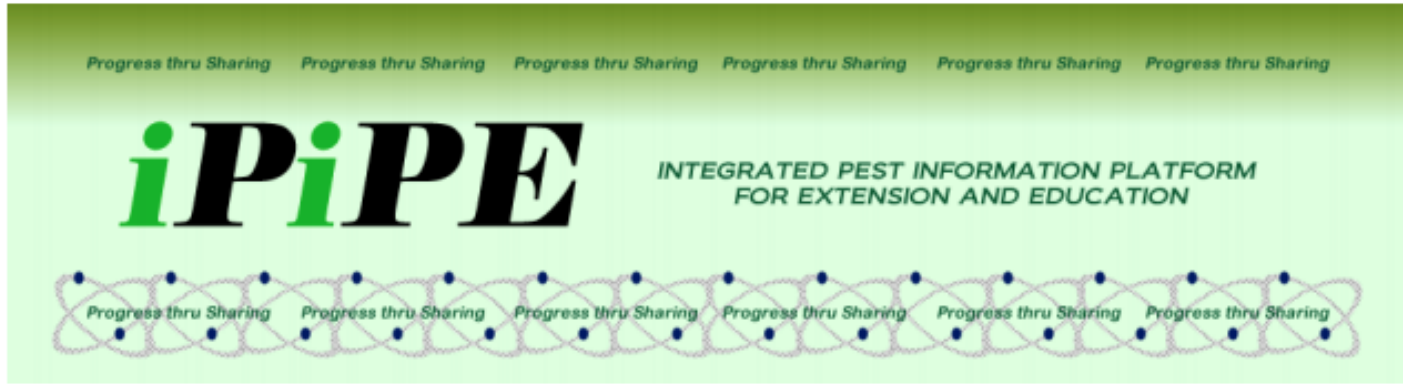 Progress thru Sharing Progress thru Sharing Progress thru Sharing Progress thru Sharing Progress thru Sharing Progress thru Sharing
iPiPE
INTEGRATED PEST INFORMATION PLATFORM
FOR EXTENSION AND EDUCATION
Progress thru Sharing Progress thru Sharing Progress thru Sharing Progress thru Sharing Progress thru Sharing Progress thru Sharing